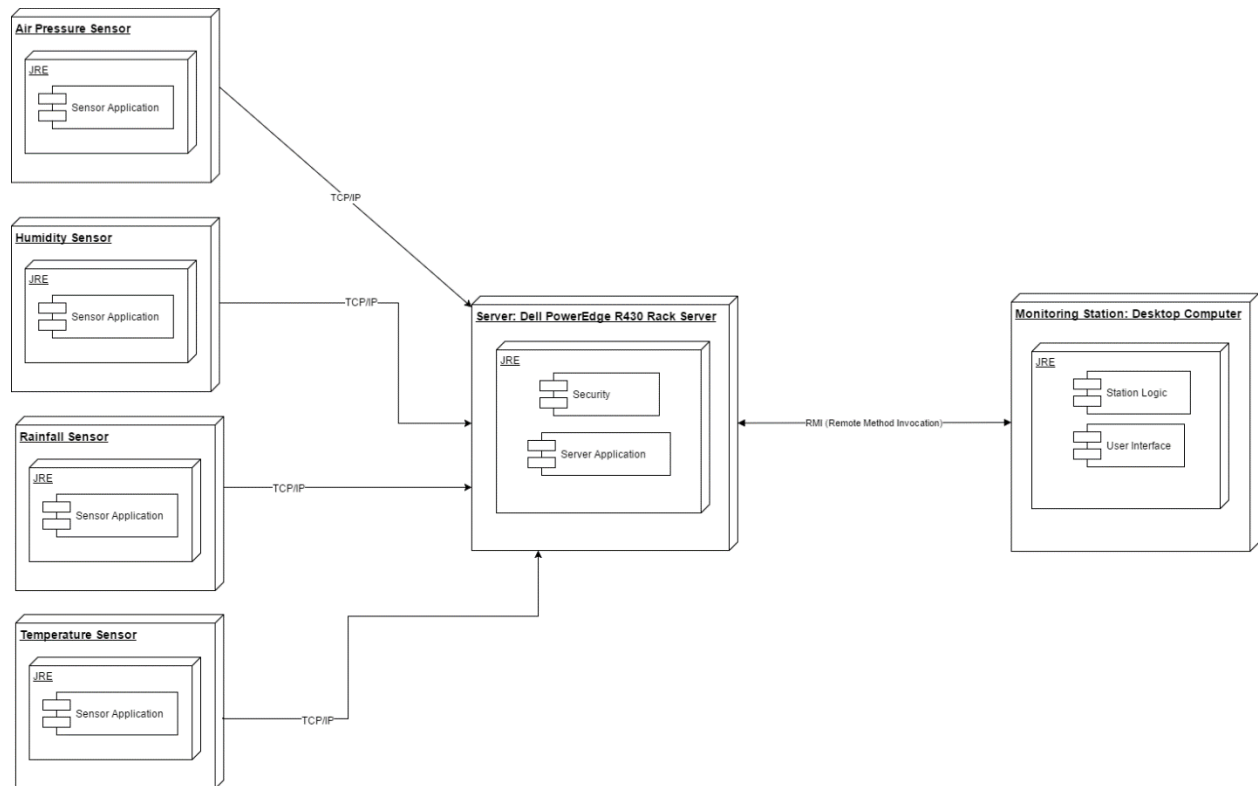 Air Pressure Sensor
JRE
Sensor Application
TCP/IP
Humidity Sensor
JRE
Sensor Application
TCP/IP
Rainfall Sensor
JRE
Sensor Application
TCP/IP
Temperature Sensor
JRE
Sensor Application
TCP/IP
Server: Dell PowerEdge R430 Rack Server
JRE
Security
Server Application
RMI (Remote Method Invocation)
Monitoring Station: Desktop Computer
JRE
Station Logic
User Interface